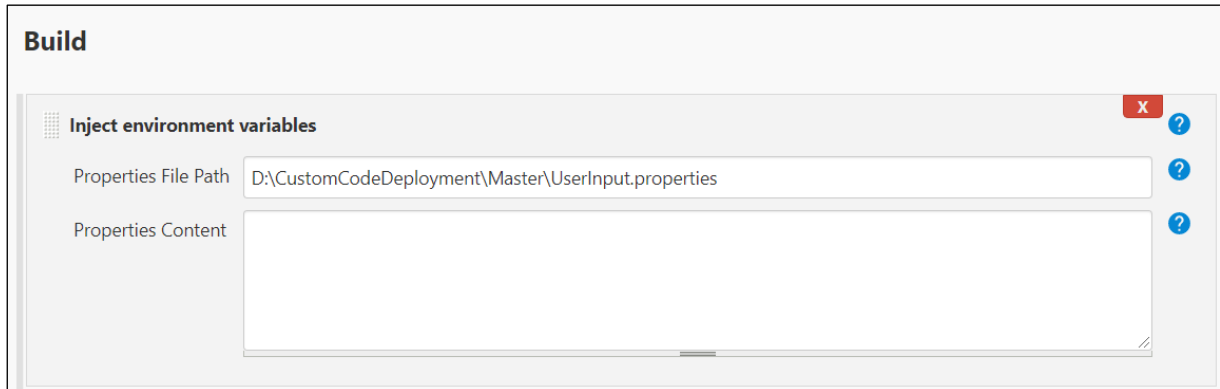 Build
X
Inject environment variables
?
Properties File Path D:\CustomCodeDeployment\Master\UserInput.properties ?
Properties Content ?